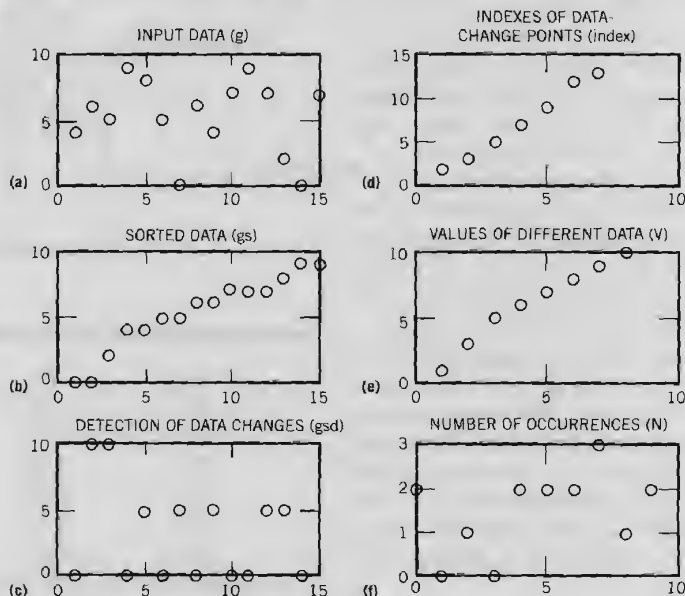 INPUT DATA (g)
10
5
0
(a)
0 5 10 15
SORTED DATA (gs)
10
5
0
(b)
0 5 10 15
DETECTION OF DATA CHANGES (gsd)
10
5
0
(c)
0 5 10 15
INDEXES OF DATA-
CHANGE POINTS (index)
15
10
5
0
(d)
0 5 10
VALUES OF DIFFERENT DATA (V)
10
5
0
(e)
0 5 10
NUMBER OF OCCURRENCES (N)
3
2
1
0
(f)
0 5 10